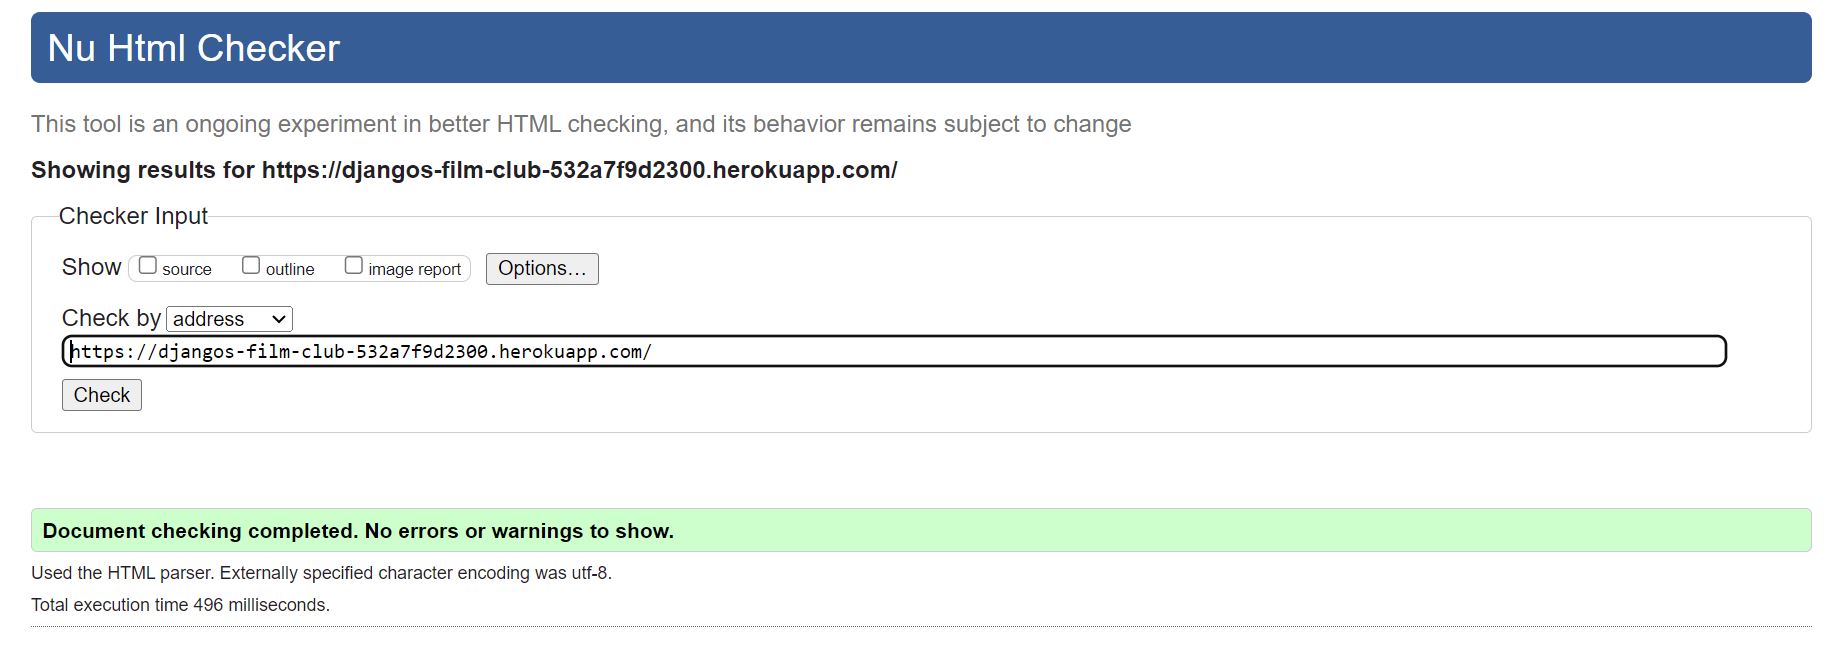 Nu Html Checker
This tool is an ongoing experiment in better HTML checking, and its behavior remains subject to change
Showing results for https://djangos-film-club-532a7f9d2300.herokuapp.com/
Checker Input
Show source outline image report Options...
Check by address
https://djangos-film-club-532a7f9d2300.herokuapp.com/
Check
Document checking completed. No errors or warnings to show.
Used the HTML parser. Externally specified character encoding was utf-8.
Total execution time 496 milliseconds.